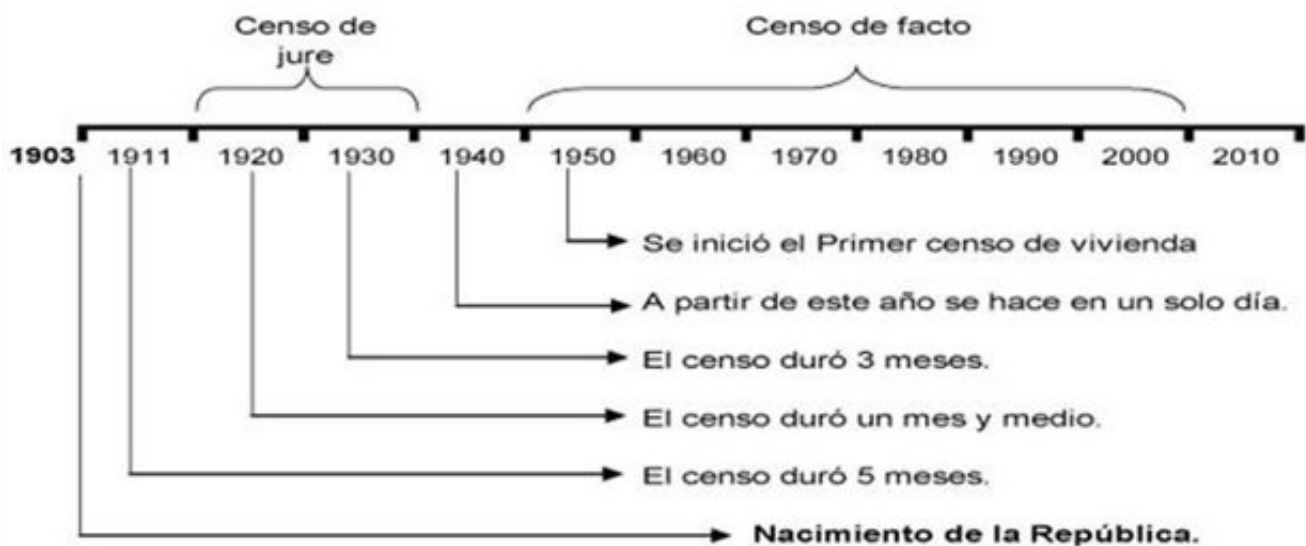 Censo de
jure
Censo de facto
1903 1911 1920 1930 1940 1950 1960 1970 1980 1990 2000 2010
Se inició el Primer censo de vivienda
A partir de este año se hace en un solo día.
El censo duró 3 meses.
El censo duró un mes y medio.
El censo duró 5 meses.
Nacimiento de la República.